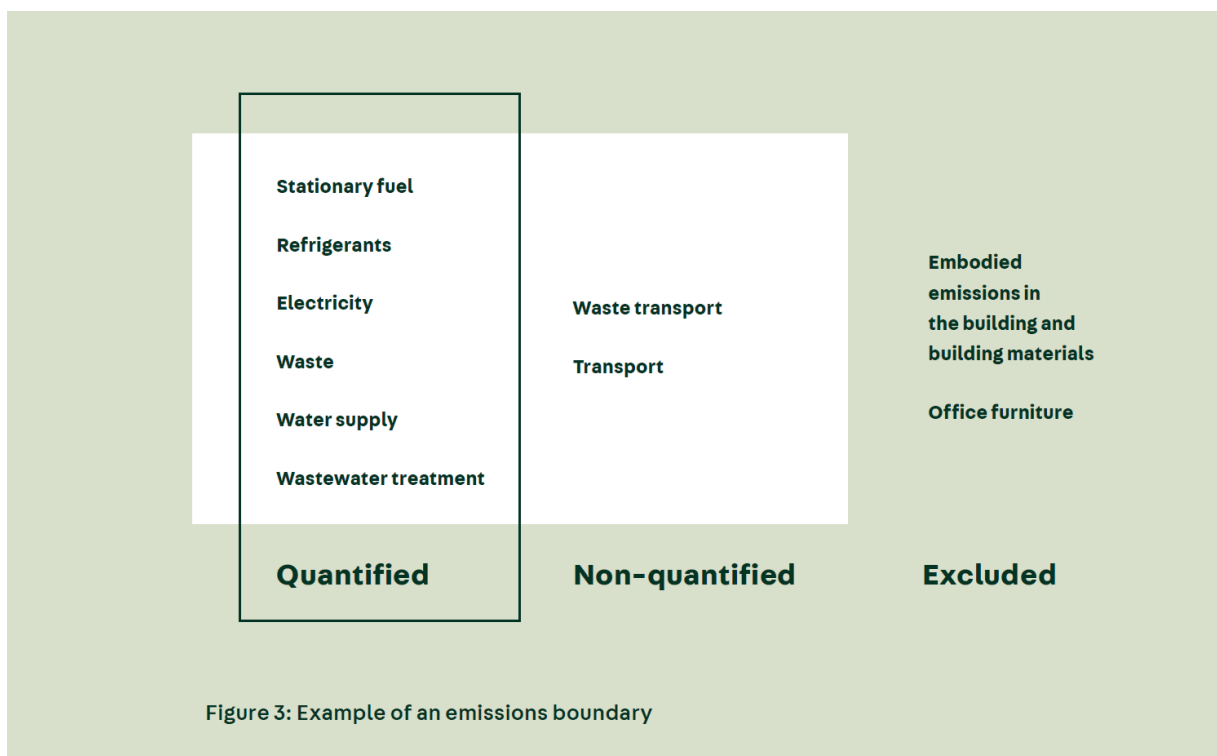 Stationary fuel
Refrigerants
Electricity
Waste
Water supply
Wastewater treatment
Quantified
Waste transport
Transport
Non-quantified
Embodied
emissions in
the building and
building materials
Office furniture
Excluded
Figure 3: Example of an emissions boundary